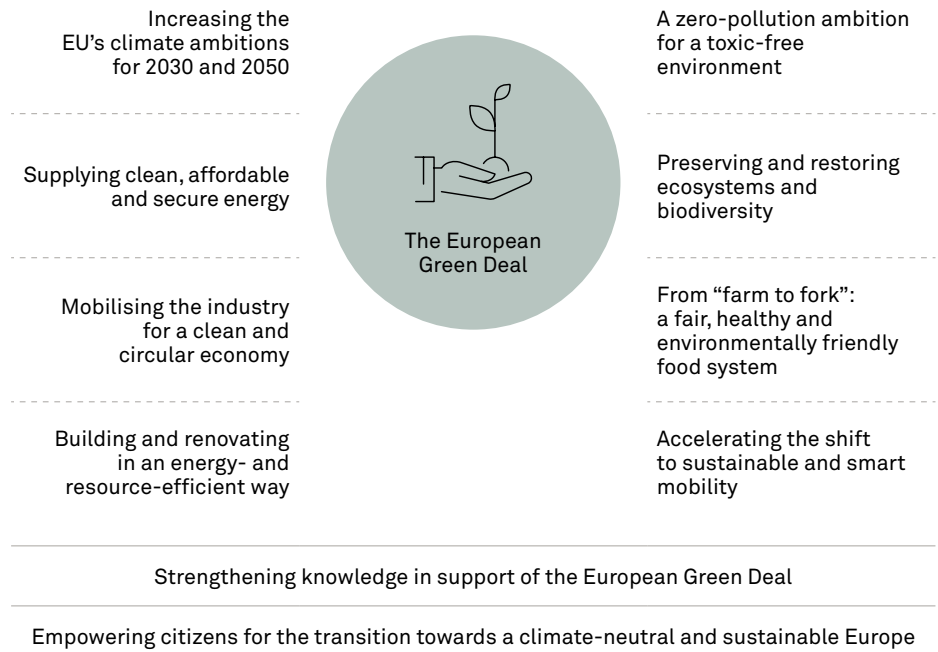 Increasing the
EU's climate ambitions
for 2030 and 2050
Supplying clean, affordable
and secure energy
Mobilising the industry
for a clean and
circular economy
Building and renovating
in an energy- and
resource-efficient way
The European
Green Deal
A zero-pollution ambition
for a toxic-free
environment
Preserving and restoring
ecosystems and
biodiversity
From “farm to fork”:
a fair, healthy and
environmentally friendly
food system
Accelerating the shift
to sustainable and smart
mobility
Strengthening knowledge in support of the European Green Deal
Empowering citizens for the transition towards a climate-neutral and sustainable Europe